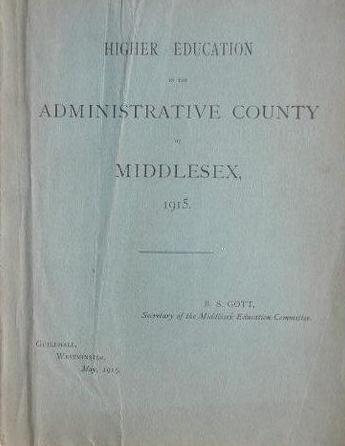 HIGHER EDUCATION
IN THE
ADMINISTRATIVE COUNTY
OF
MIDDLESEX,
1915.
B. S. GOTT,
Secretary of the Middlesex Education Committee.
GUILDHALL,
WESTMINSTER,
May, 1915.